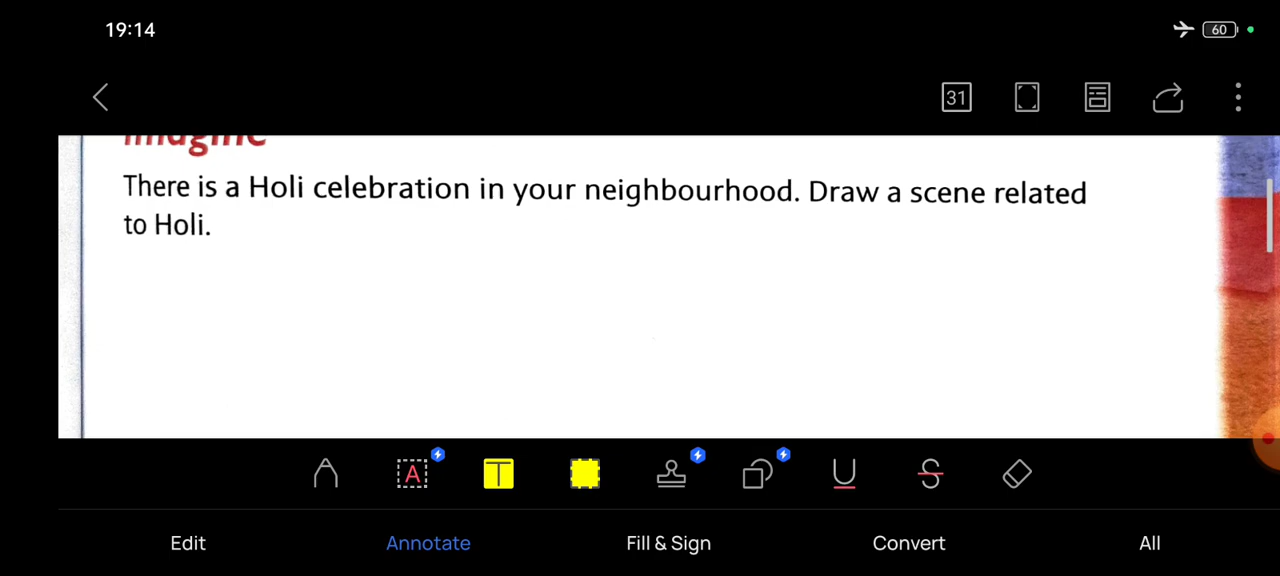 19:14
60
31
Imagine
There is a Holi celebration in your neighbourhood. Draw a scene related
to Holi.
A
T
U
S
Edit
Annotate
Fill & Sign
Convert
All